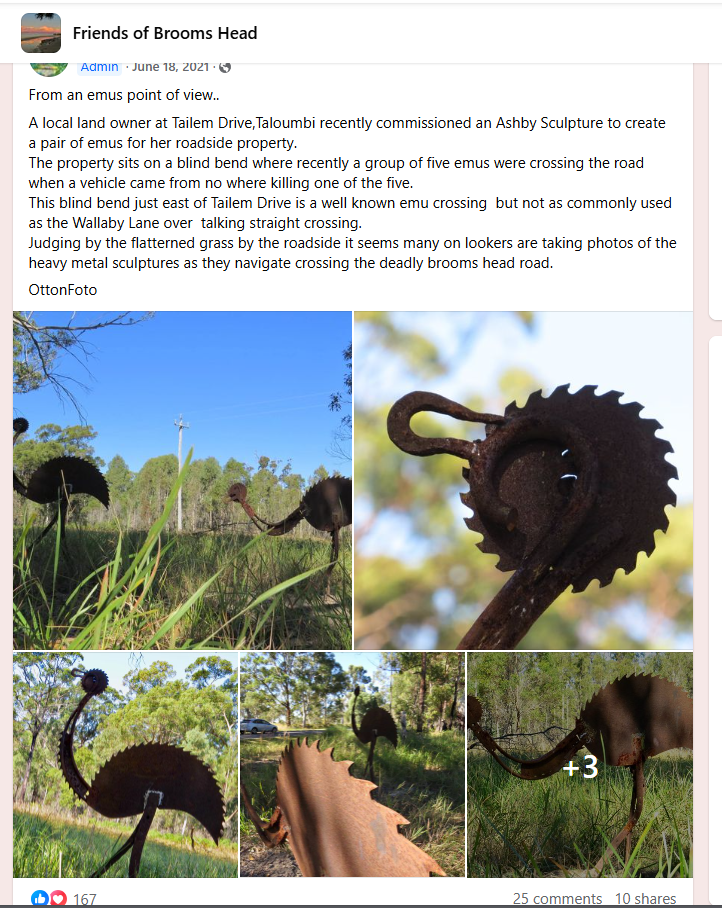 Friends of Brooms Head
Admin · June 18, 2021 ·
From an emus point of view..
A local land owner at Tailem Drive,Taloumbi recently commissioned an Ashby Sculpture to create
a pair of emus for her roadside property.
The property sits on a blind bend where recently a group of five emus were crossing the road
when a vehicle came from no where killing one of the five.
This blind bend just east of Tailem Drive is a well known emu crossing  but not as commonly used
as the Wallaby Lane over  talking straight crossing.
Judging by the flatterned grass by the roadside it seems many on lookers are taking photos of the
heavy metal sculptures as they navigate crossing the deadly brooms head road.
OttonFoto
+3
167
25 comments   10 shares